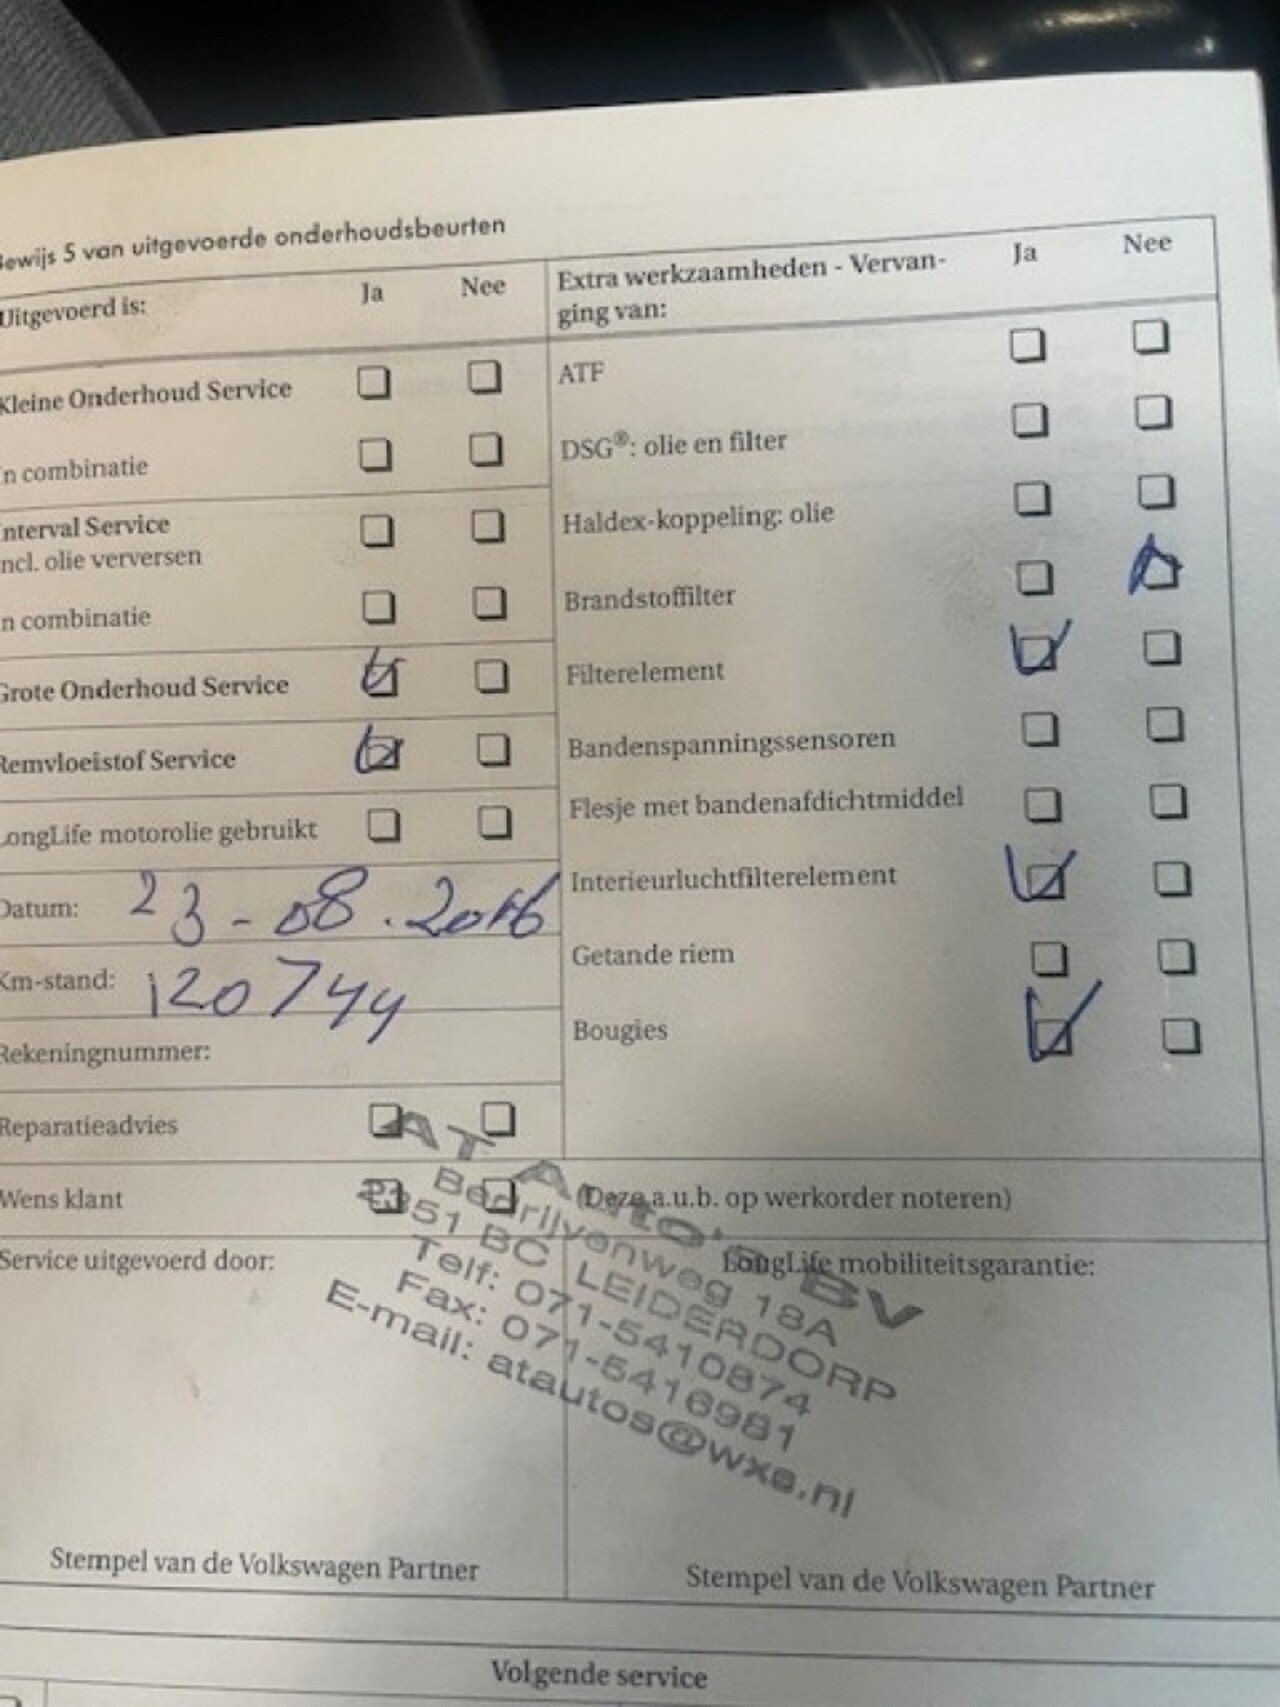 Bewijs 5 van uitgevoerde onderhoudsbeurten
Uitgevoerd is: Ja Nee
Kleine Onderhoud Service
In combinatie
Interval Service
incl. olie verversen
In combinatie
Grote Onderhoud Service
Remvloeistof Service
LongLife motorolie gebruikt
Datum: 23-08.2016
Km-stand: 120744
Rekeningnummer:
Reparatieadvies
Wens klant
Extra werkzaamheden - Vervan-
ging van: Ja Nee
ATF
DSG®: olie en filter
Haldex-koppeling: olie
Brandstoffilter
Filterelement
Bandenspanningssensoren
Flesje met bandenafdichtmiddel
Interieurluchtfilterelement
Getande riem
Bougies
(Deze a.u.b. op werkorder noteren)
Service uitgevoerd door:
LongLife mobiliteitsgarantie:
AT Auto's BV
Bedrijvenweg 18A
2351 BC LEIDERDORP
Telf: 071-5410874
Fax: 071-5416981
E-mail: atautos@wxs.nl
Stempel van de Volkswagen Partner
Stempel van de Volkswagen Partner
Volgende service